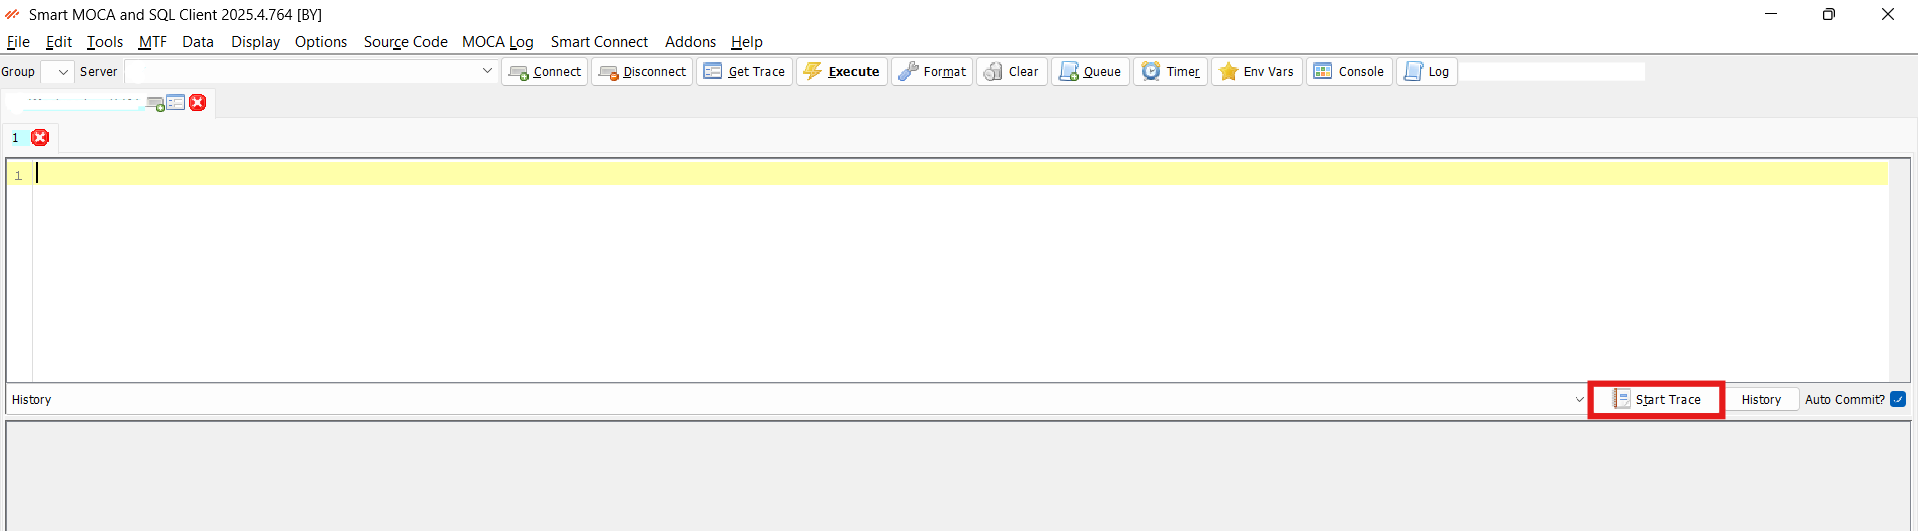 Smart MOCA and SQL Client 2025.4.764 [BY]
File Edit Tools MTF Data Display Options Source Code MOCA Log Smart Connect Addons Help
Group Server Connect Disconnect Get Trace Execute Format Clear Queue Timer Env Vars Console Log
1
1
History Start Trace History Auto Commit?